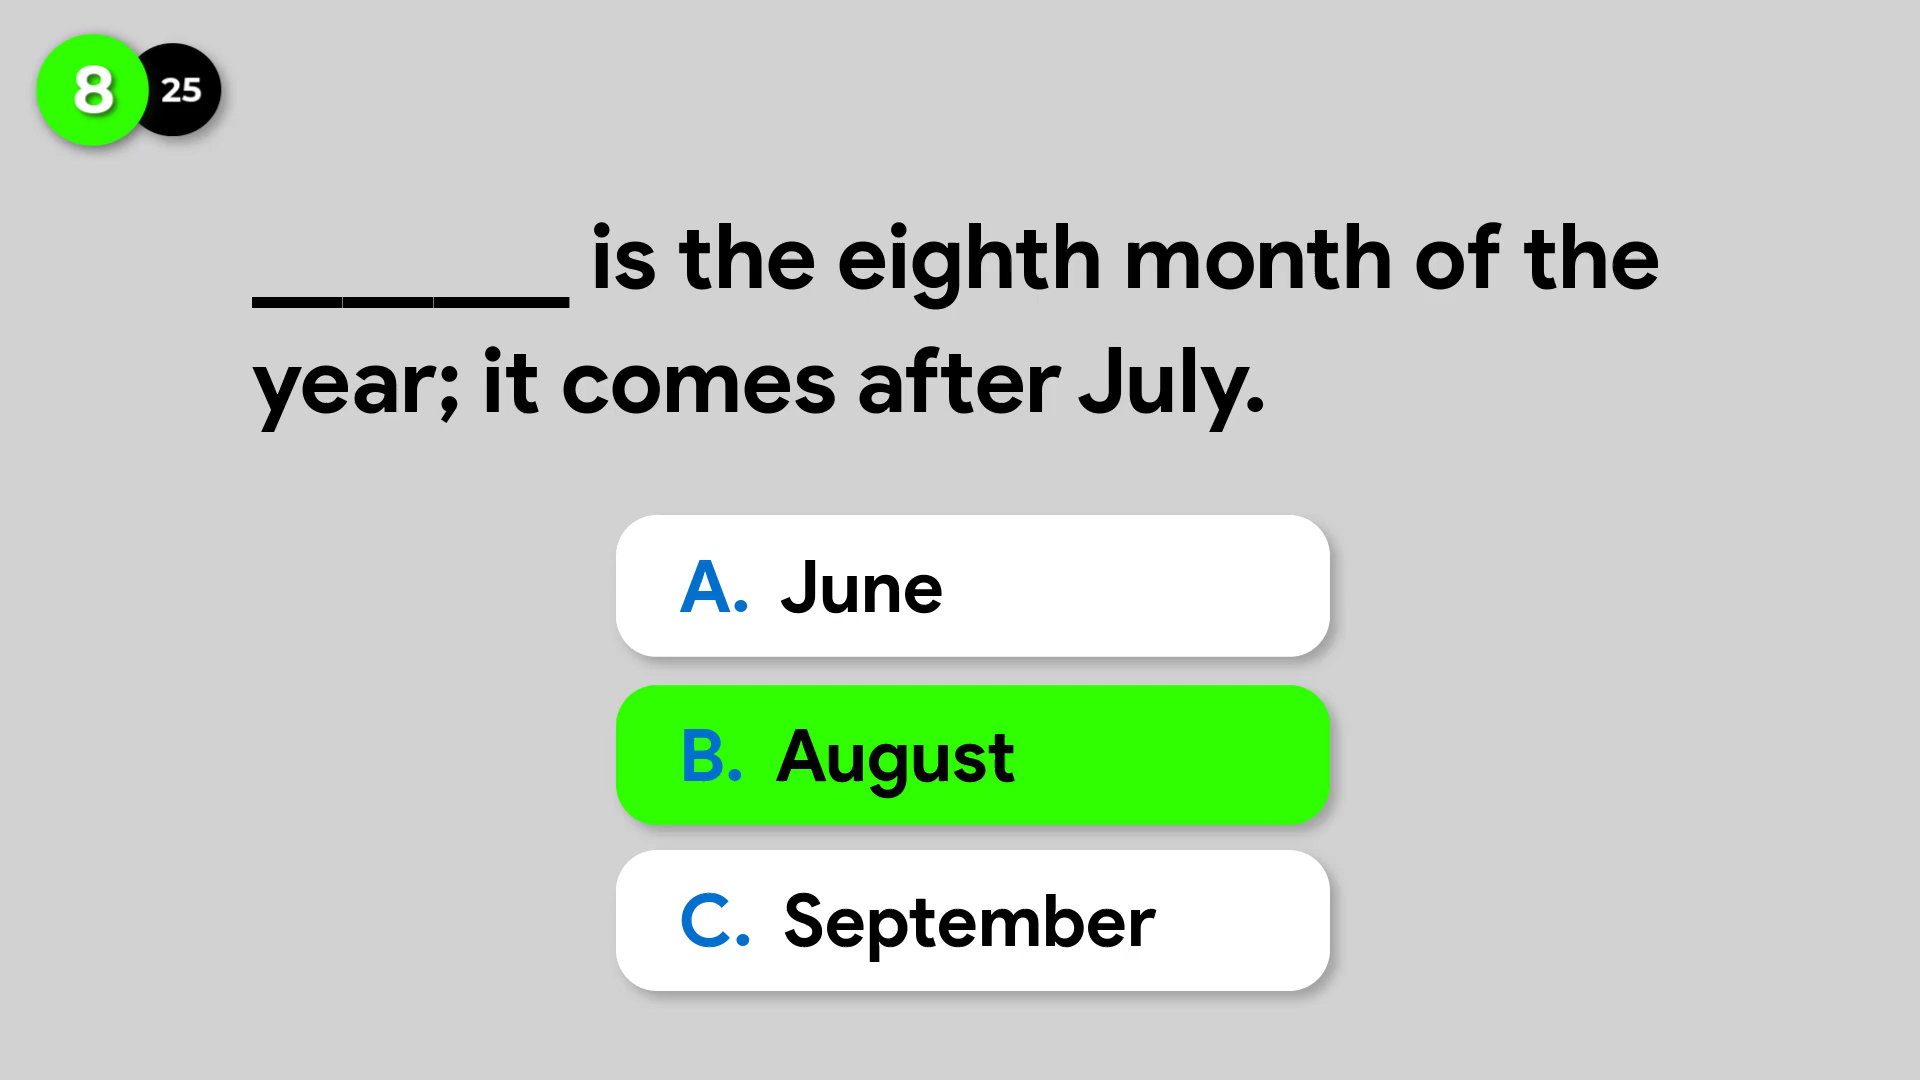 8 25
_______ is the eighth month of the
year; it comes after July.
A. June
B. August
C. September